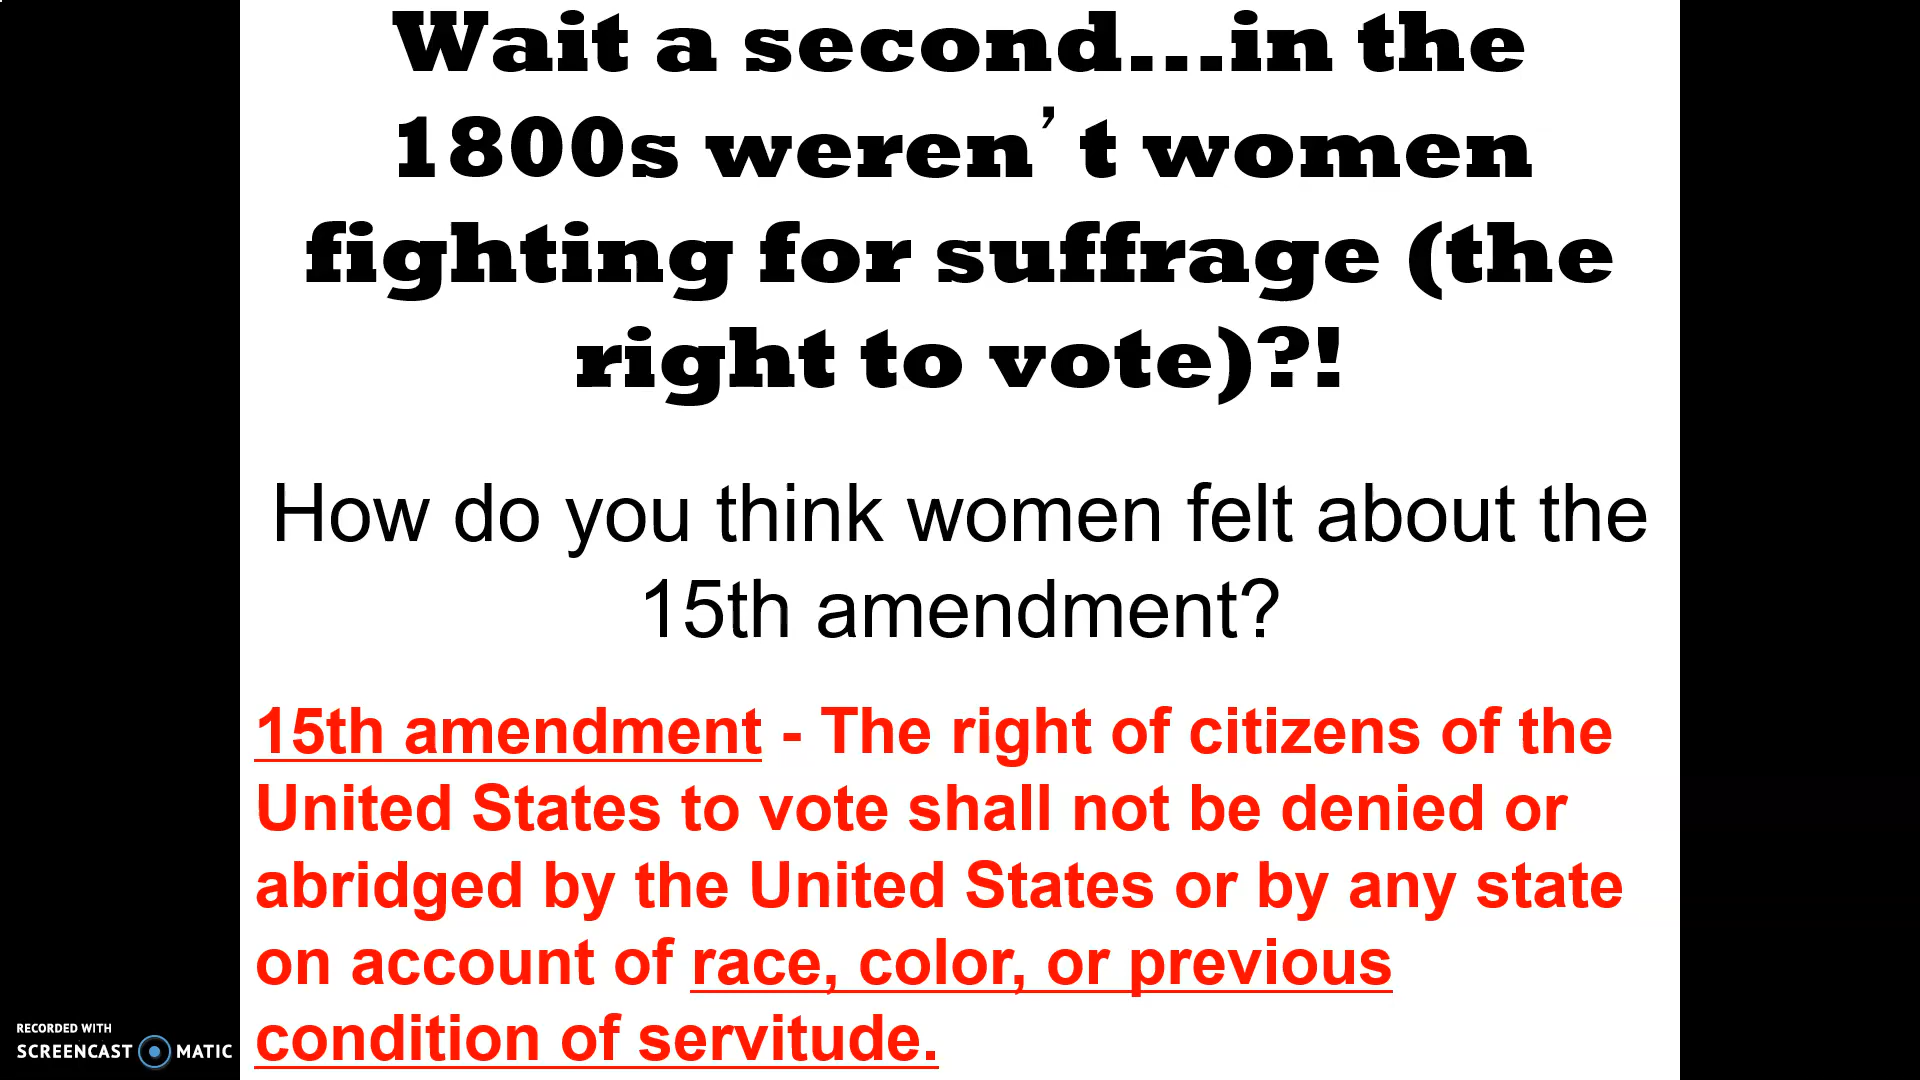 Wait a second...in the
1800s weren’t women
fighting for suffrage (the
right to vote)?!
How do you think women felt about the
15th amendment?
15th amendment - The right of citizens of the
United States to vote shall not be denied or
abridged by the United States or by any state
on account of race, color, or previous
condition of servitude.
RECORDED WITH
SCREENCAST MATIC